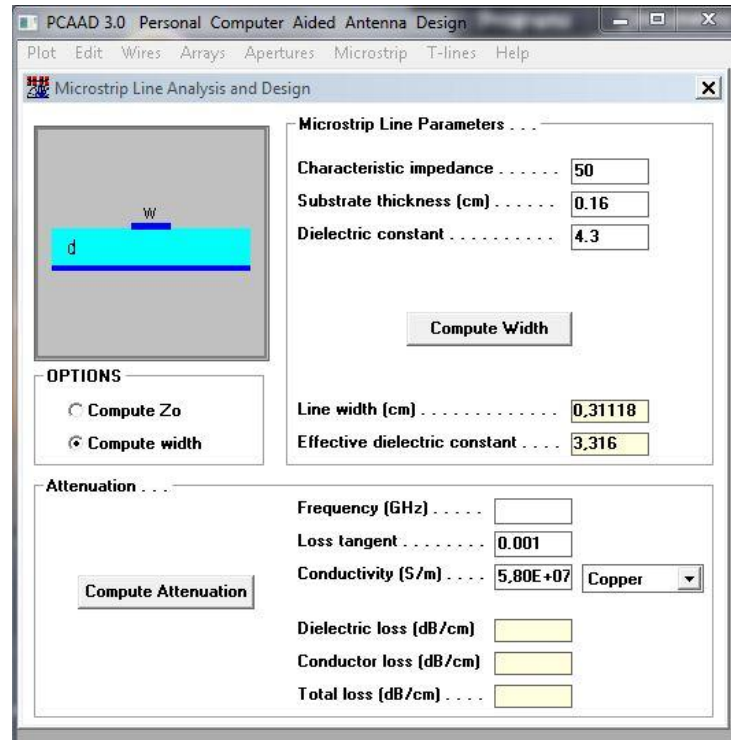 PCAAD 3.0 Personal Computer Aided Antenna Design
Plot Edit Wires Arrays Apertures Microstrip T-lines Help
Microstrip Line Analysis and Design
W
d
Microstrip Line Parameters . . .
Characteristic impedance . . . . . . 50
Substrate thickness (cm) . . . . . . 0.16
Dielectric constant . . . . . . . . . . 4.3
Compute Width
OPTIONS
Compute Zo
Compute width
Line width (cm) . . . . . . . . . . . . . 0,31118
Effective dielectric constant . . . . 3,316
Attenuation . . .
Frequency (GHz) . . . . .
Loss tangent . . . . . . . . 0.001
Conductivity (S/m) . . . . 5,80E+07 Copper
Compute Attenuation
Dielectric loss (dB/cm)
Conductor loss (dB/cm)
Total loss (dB/cm) . . . .